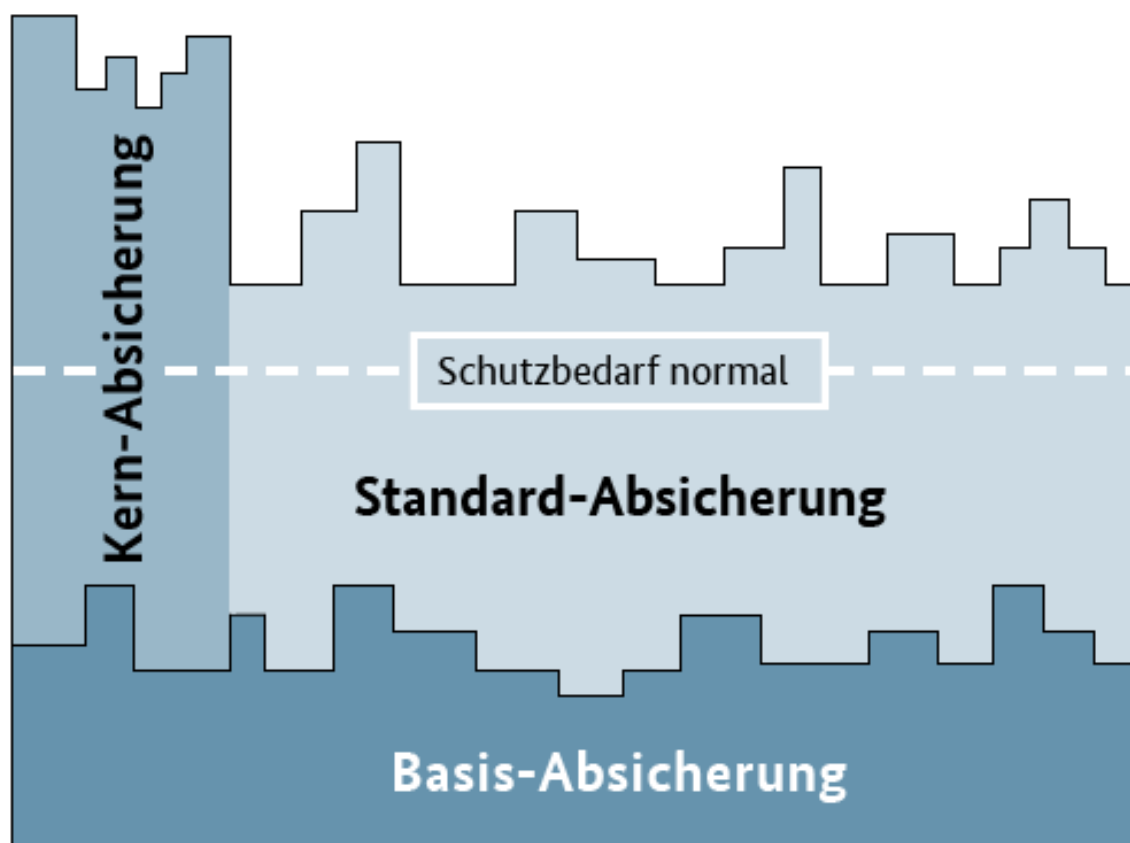 Kern-Absicherung
Schutzbedarf normal
Standard-Absicherung
Basis-Absicherung